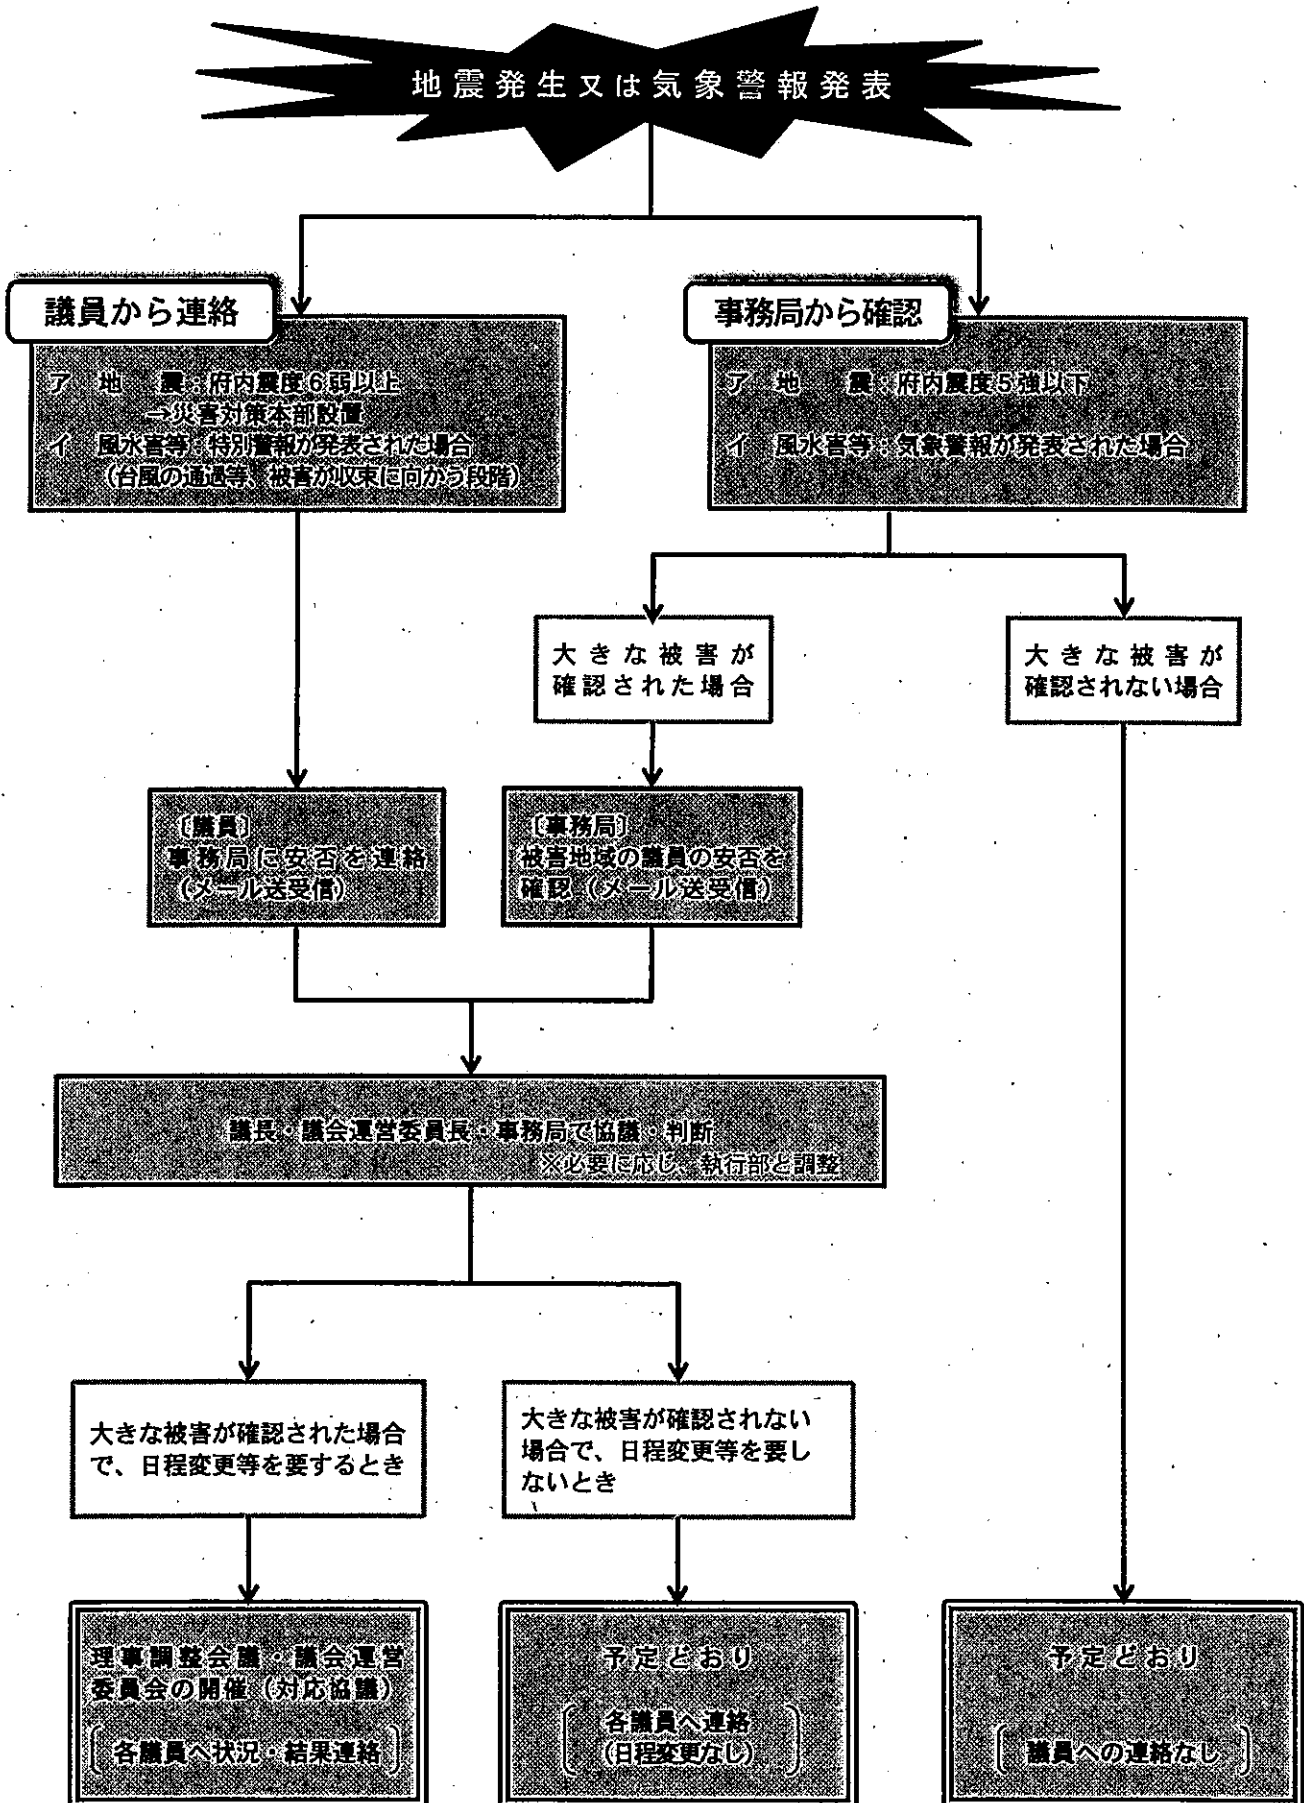 地震発生又は気象警報発表
議員から連絡
ア　地　　震：府内震度６弱以上
→災害対策本部設置
イ　風水害等：特別警報が発表された場合
（台風の通過等、被害が収束に向かう段階）
事務局から確認
ア　地　　震：府内震度５強以下
イ　風水害等：気象警報が発表された場合
大きな被害が
確認された場合
大きな被害が
確認されない場合
〔議員〕
事務局に安否を連絡
（メール送受信）
〔事務局〕
被害地域の議員の安否を
確認（メール送受信）
議長・議会運営委員長・事務局で協議・判断
※必要に応じ、執行部と調整
大きな被害が確認された場合
で、日程変更等を要するとき
大きな被害が確認されない
場合で、日程変更等を要し
ないとき
理事調整会議・議会運営
委員会の開催（対応協議）
〔各議員へ状況・結果連絡〕
予定どおり
各議員へ連絡
（日程変更なし）
予定どおり
〔議員への連絡なし〕